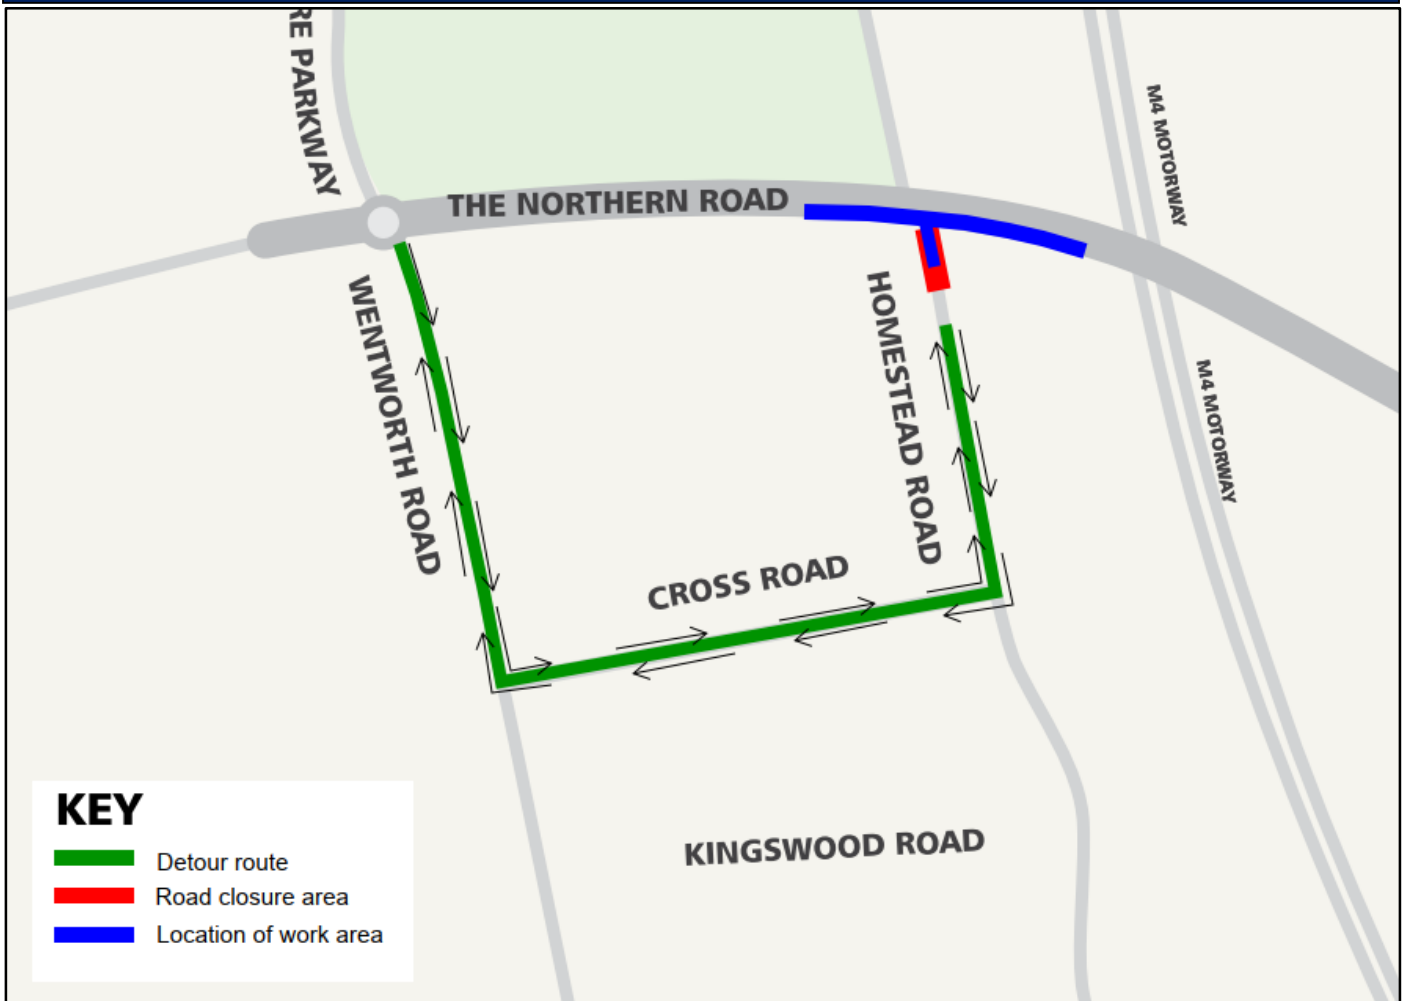 RE PARKWAY
M4 MOTORWAY
THE NORTHERN ROAD
WENTWORTH ROAD
HOMESTEAD ROAD
M4 MOTORWAY
CROSS ROAD
KINGSWOOD ROAD
KEY
Detour route
Road closure area
Location of work area